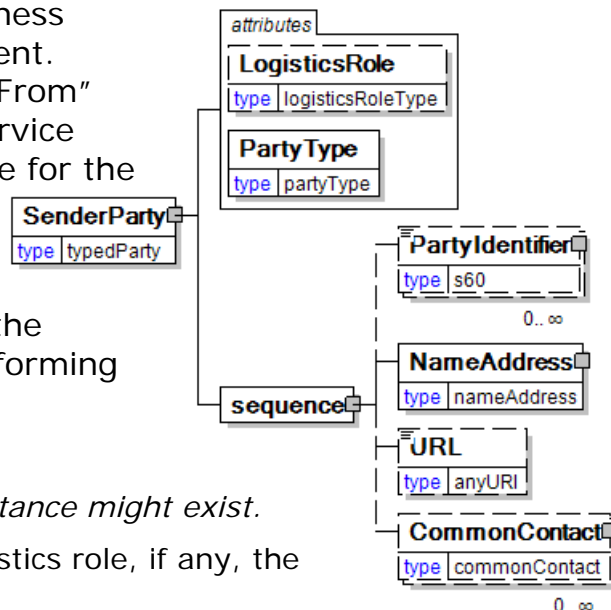 ness
ent.
From"
rvice
e for the
the
forming
tance might exist.
istics role, if any, the
attributes
LogisticsRole
type logisticsRoleType
PartyType
type partyType
SenderParty
type typedParty
sequence
PartyIdentifier
type s60
0.. ∞
NameAddress
type nameAddress
URL
type anyURI
CommonContact
type commonContact
0.. ∞